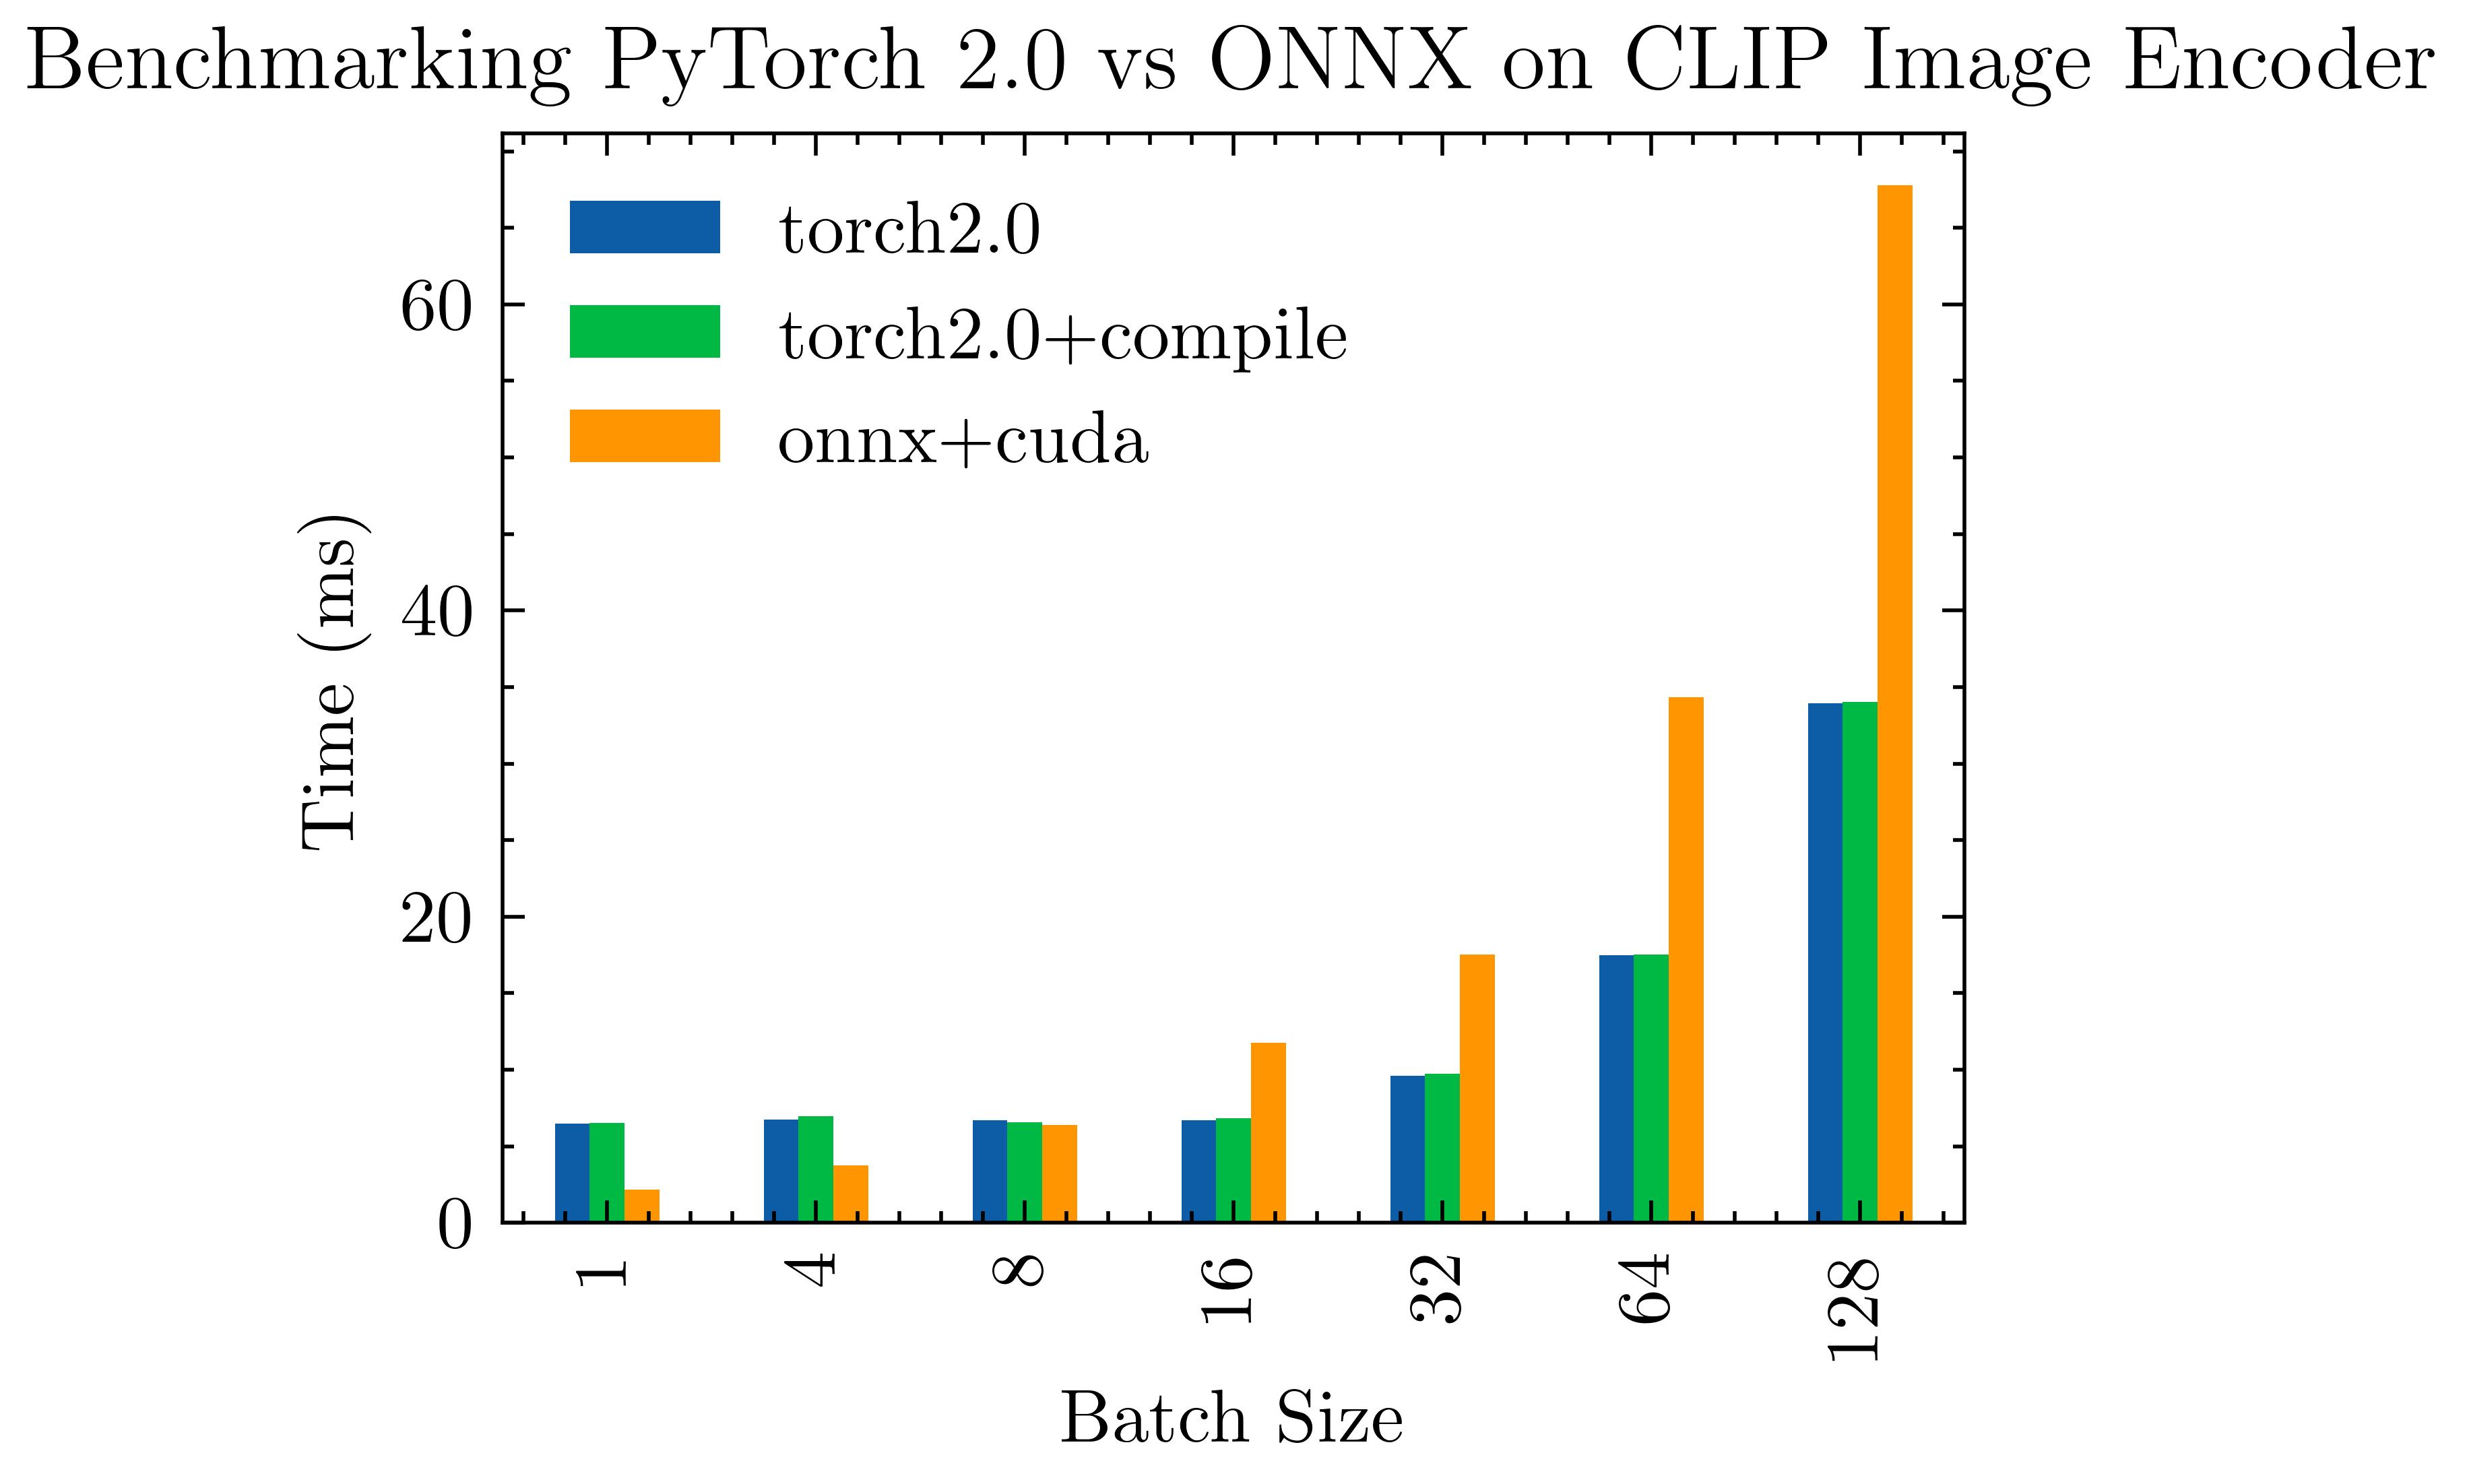 Benchmarking PyTorch 2.0 vs ONNX on CLIP Image Encoder
torch2.0
torch2.0+compile
onnx+cuda
Time (ms)
60
40
20
0
1 4 8 16 32 64 128
Batch Size